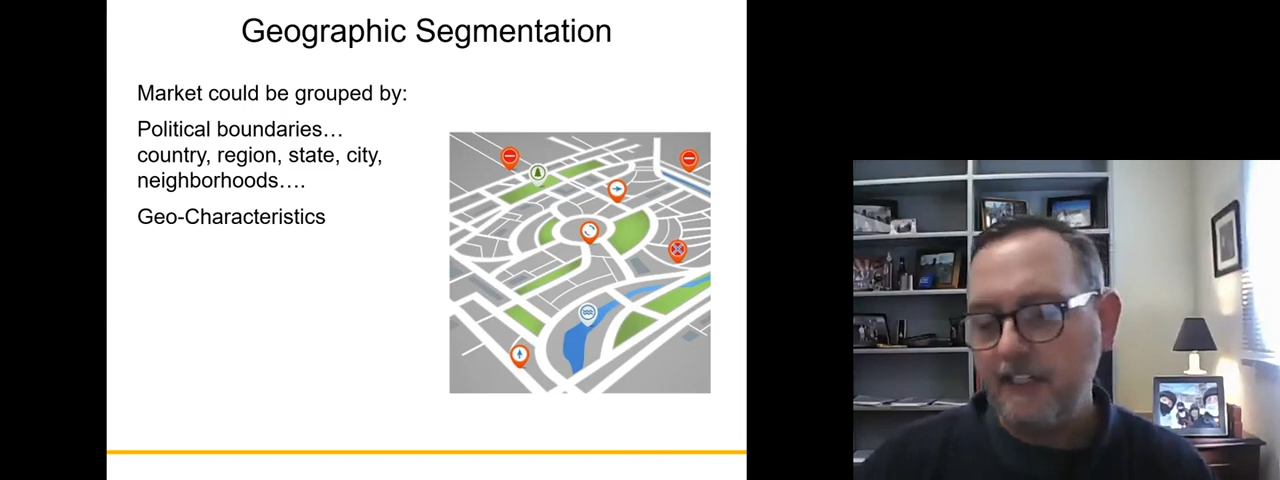 Geographic Segmentation
Market could be grouped by:
Political boundaries…
country, region, state, city,
neighborhoods….
Geo-Characteristics